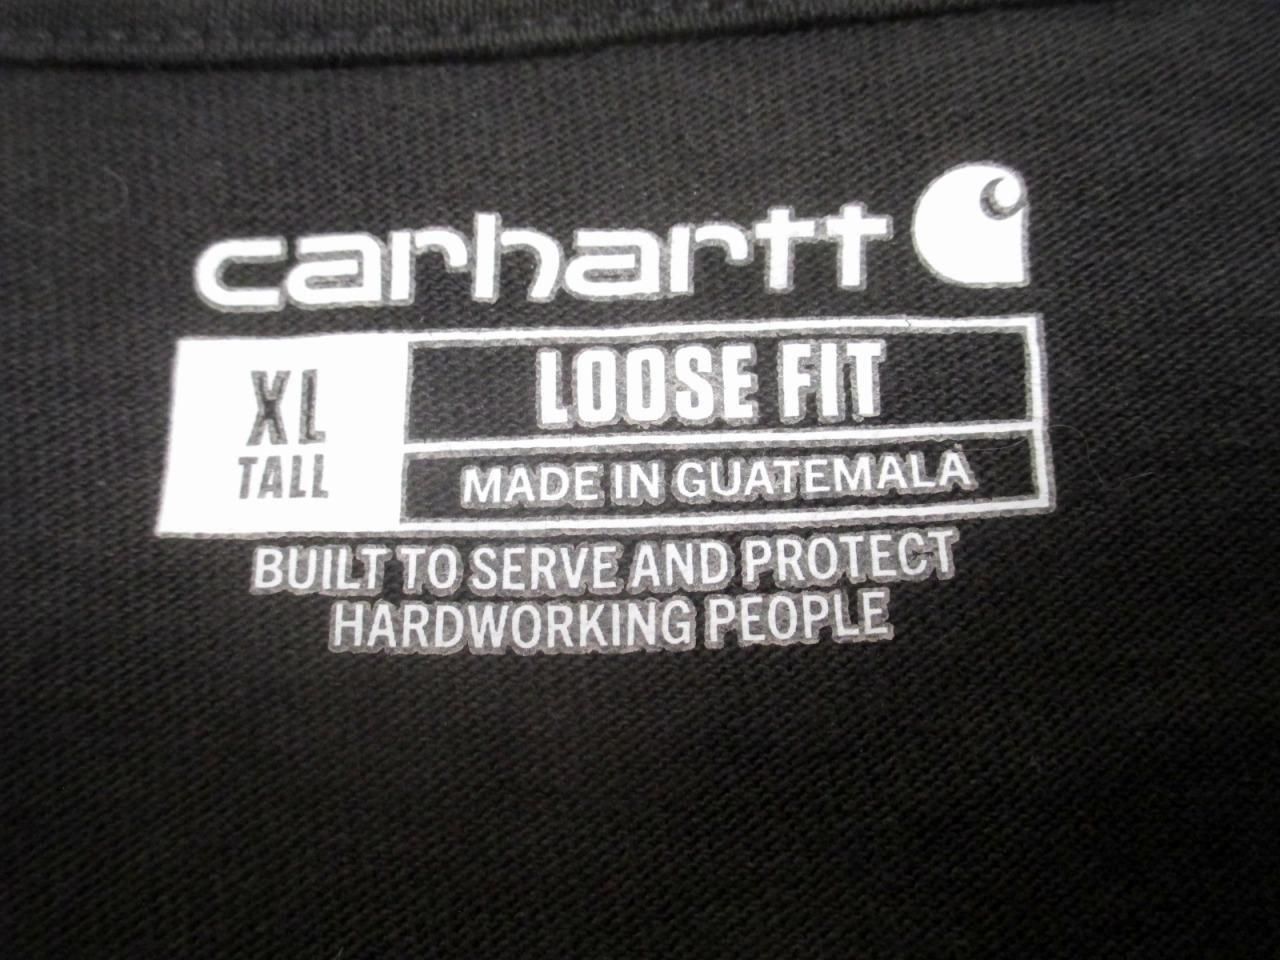 carhartt
XL
TALL
LOOSE FIT
MADE IN GUATEMALA
BUILT TO SERVE AND PROTECT
HARDWORKING PEOPLE